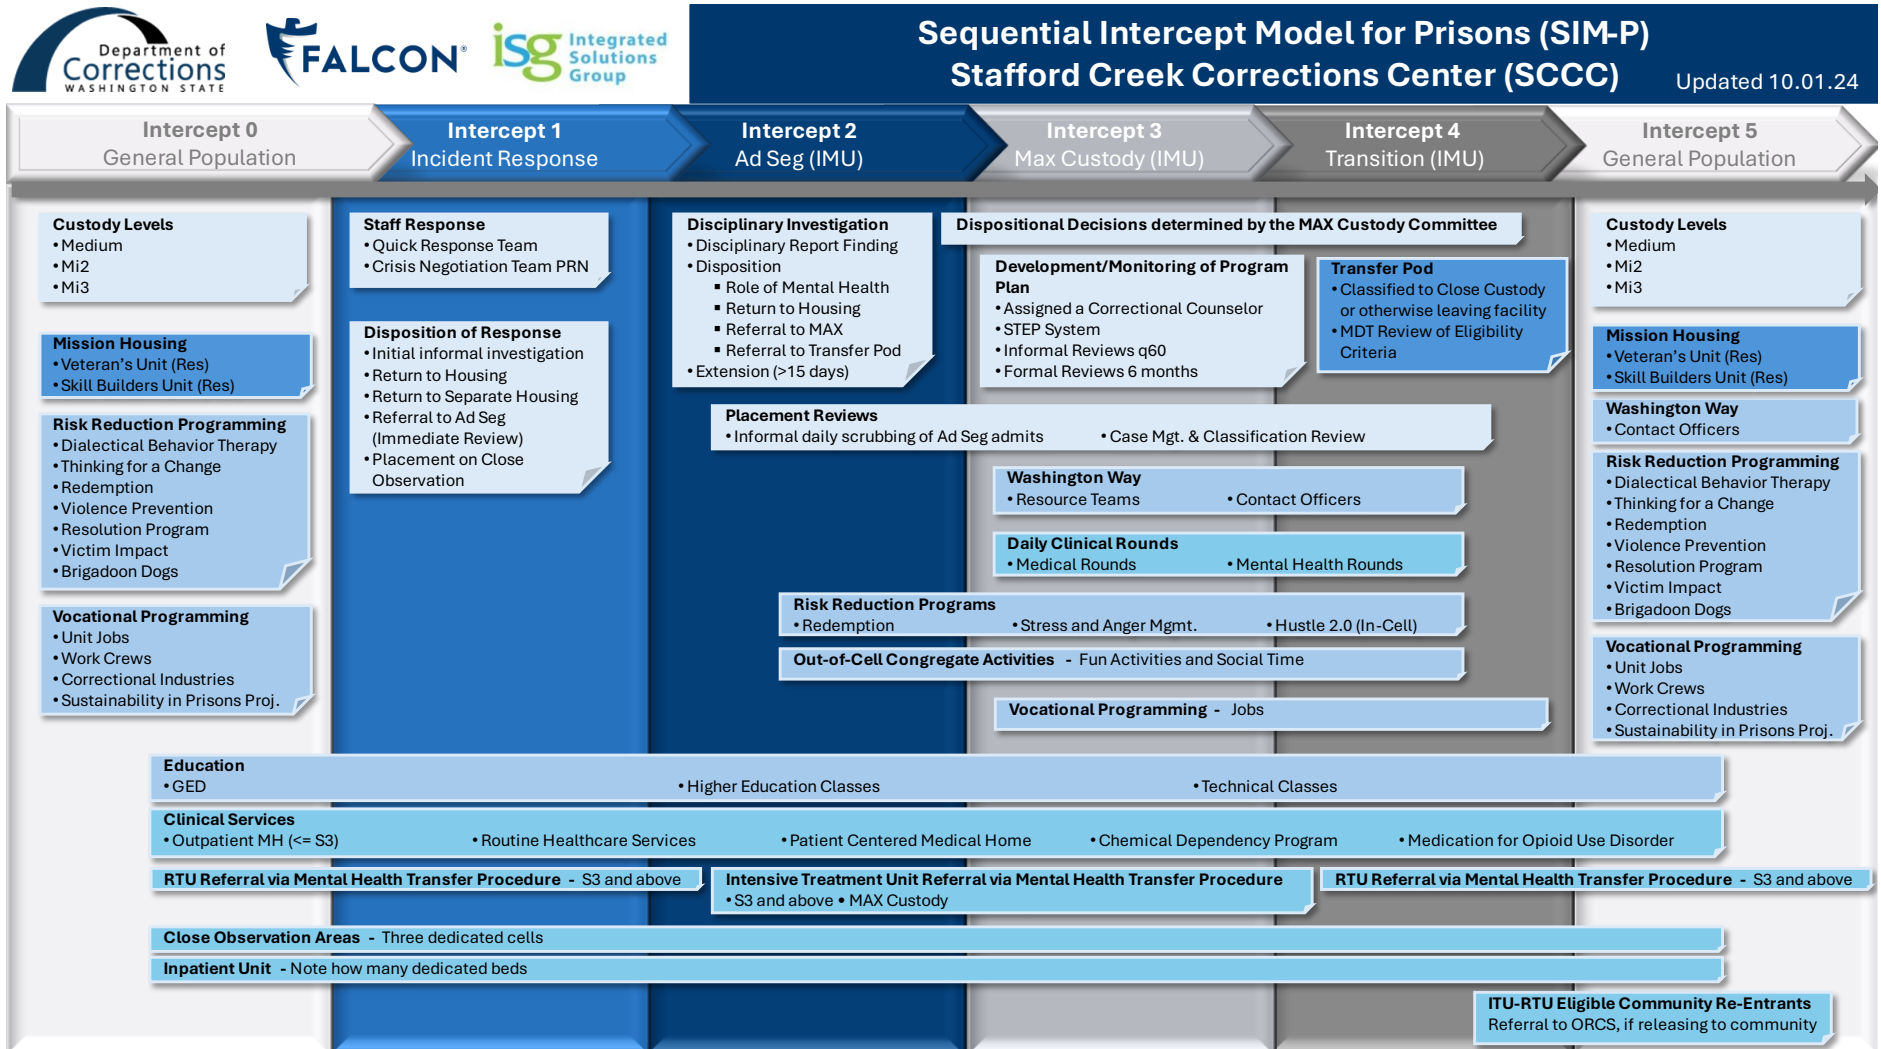 Department of
Corrections
WASHINGTON STATE
FALCON®
isg Integrated
Solutions
Group
Sequential Intercept Model for Prisons (SIM-P)
Stafford Creek Corrections Center (SCCC)
Updated 10.01.24
Intercept 0
General Population
Intercept 1
Incident Response
Intercept 2
Ad Seg (IMU)
Intercept 3
Max Custody (IMU)
Intercept 4
Transition (IMU)
Intercept 5
General Population
Custody Levels
• Medium
• Mi2
• Mi3
Mission Housing
• Veteran's Unit (Res)
• Skill Builders Unit (Res)
Risk Reduction Programming
• Dialectical Behavior Therapy
• Thinking for a Change
• Redemption
• Violence Prevention
• Resolution Program
• Victim Impact
• Brigadoon Dogs
Vocational Programming
• Unit Jobs
• Work Crews
• Correctional Industries
• Sustainability in Prisons Proj.
Staff Response
• Quick Response Team
• Crisis Negotiation Team PRN
Disposition of Response
• Initial informal investigation
• Return to Housing
• Return to Separate Housing
• Referral to Ad Seg
(Immediate Review)
• Placement on Close
Observation
Disciplinary Investigation
• Disciplinary Report Finding
• Disposition
▪ Role of Mental Health
▪ Return to Housing
▪ Referral to MAX
▪ Referral to Transfer Pod
• Extension (>15 days)
Dispositional Decisions determined by the MAX Custody Committee
Development/Monitoring of Program
Plan
• Assigned a Correctional Counselor
• STEP System
• Informal Reviews q60
• Formal Reviews 6 months
Transfer Pod
• Classified to Close Custody
or otherwise leaving facility
• MDT Review of Eligibility
Criteria
Placement Reviews
• Informal daily scrubbing of Ad Seg admits • Case Mgt. & Classification Review
Washington Way
• Resource Teams • Contact Officers
Daily Clinical Rounds
• Medical Rounds • Mental Health Rounds
Risk Reduction Programs
• Redemption • Stress and Anger Mgmt. • Hustle 2.0 (In-Cell)
Out-of-Cell Congregate Activities - Fun Activities and Social Time
Vocational Programming - Jobs
Custody Levels
• Medium
• Mi2
• Mi3
Mission Housing
• Veteran's Unit (Res)
• Skill Builders Unit (Res)
Washington Way
• Contact Officers
Risk Reduction Programming
• Dialectical Behavior Therapy
• Thinking for a Change
• Redemption
• Violence Prevention
• Resolution Program
• Victim Impact
• Brigadoon Dogs
Vocational Programming
• Unit Jobs
• Work Crews
• Correctional Industries
• Sustainability in Prisons Proj.
Education
• GED • Higher Education Classes • Technical Classes
Clinical Services
• Outpatient MH (<= S3) • Routine Healthcare Services • Patient Centered Medical Home • Chemical Dependency Program • Medication for Opioid Use Disorder
RTU Referral via Mental Health Transfer Procedure - S3 and above
Intensive Treatment Unit Referral via Mental Health Transfer Procedure
• S3 and above • MAX Custody
RTU Referral via Mental Health Transfer Procedure - S3 and above
Close Observation Areas - Three dedicated cells
Inpatient Unit - Note how many dedicated beds
ITU-RTU Eligible Community Re-Entrants
Referral to ORCS, if releasing to community